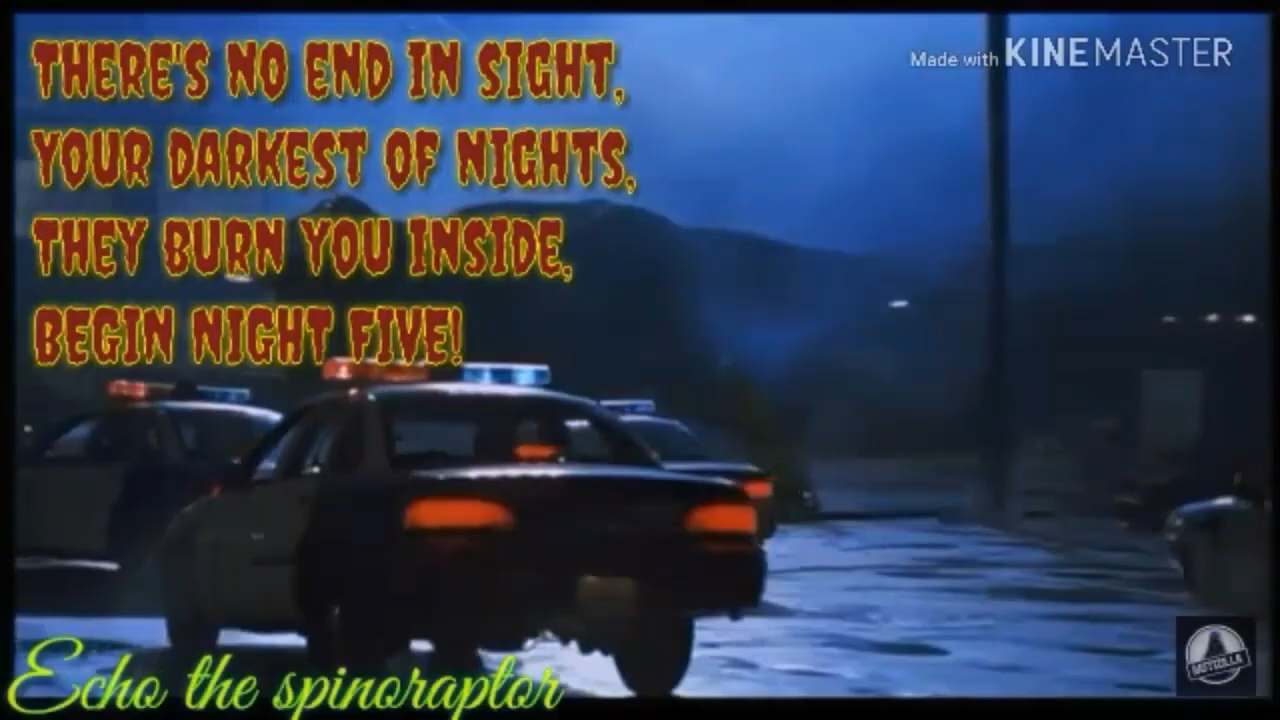 THERE'S NO END IN SIGHT,
Made with KINEMASTER
YOUR DARKEST OF NIGHTS,
THEY BURN YOU INSIDE,
BEGIN NIGHT FIVE!
Echo the spinoraptor